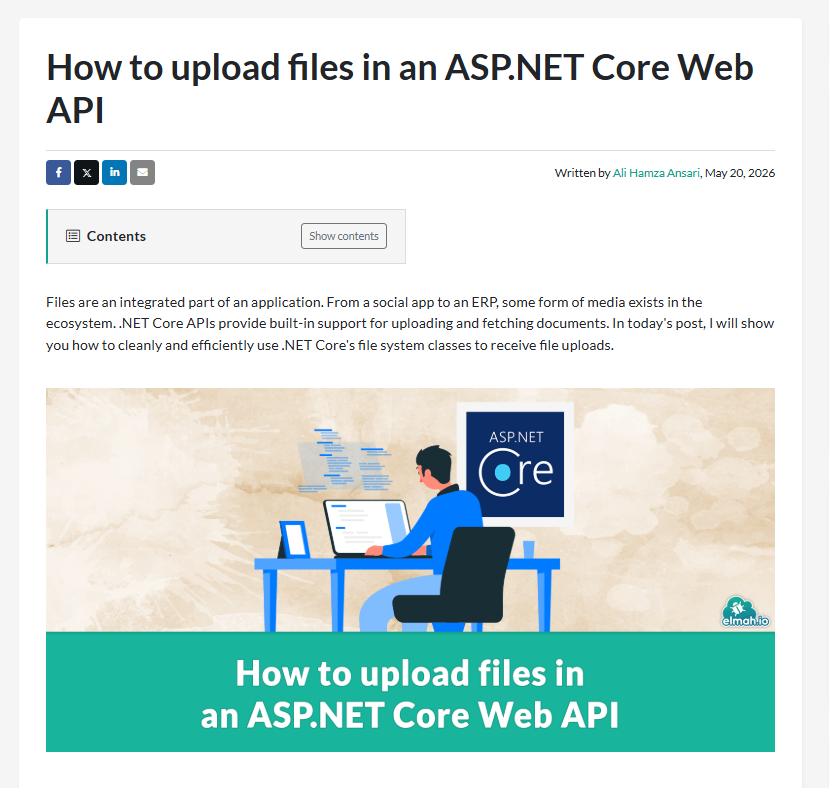 How to upload files in an ASP.NET Core Web
API
Written by Ali Hamza Ansari, May 20, 2026
Contents
Show contents
Files are an integrated part of an application. From a social app to an ERP, some form of media exists in the
ecosystem. .NET Core APIs provide built-in support for uploading and fetching documents. In today's post, I will show
you how to cleanly and efficiently use .NET Core's file system classes to receive file uploads.
ASP.NET
Core
elmah.io
How to upload files in
an ASP.NET Core Web API